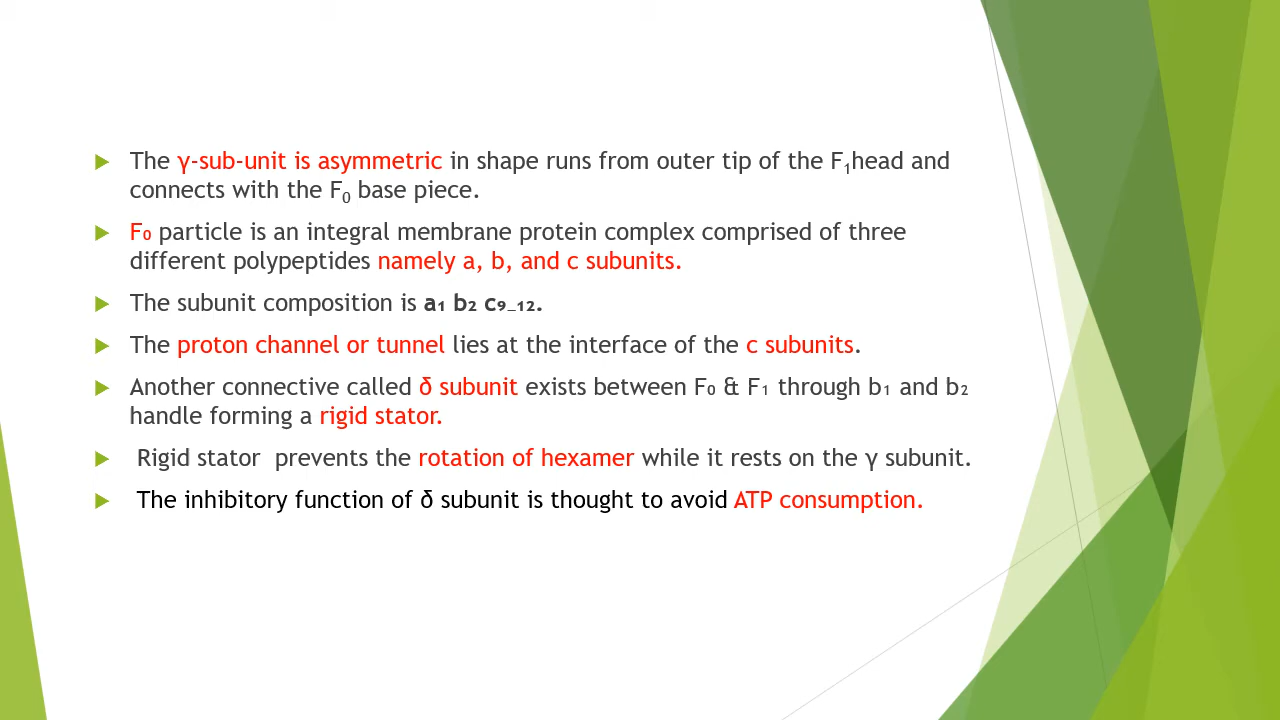 The γ-sub-unit is asymmetric in shape runs from outer tip of the F₁head and
connects with the F₀ base piece.
F₀ particle is an integral membrane protein complex comprised of three
different polypeptides namely a, b, and c subunits.
The subunit composition is a₁ b₂ c₉₋₁₂.
The proton channel or tunnel lies at the interface of the c subunits.
Another connective called δ subunit exists between F₀ & F₁ through b₁ and b₂
handle forming a rigid stator.
Rigid stator prevents the rotation of hexamer while it rests on the γ subunit.
The inhibitory function of δ subunit is thought to avoid ATP consumption.